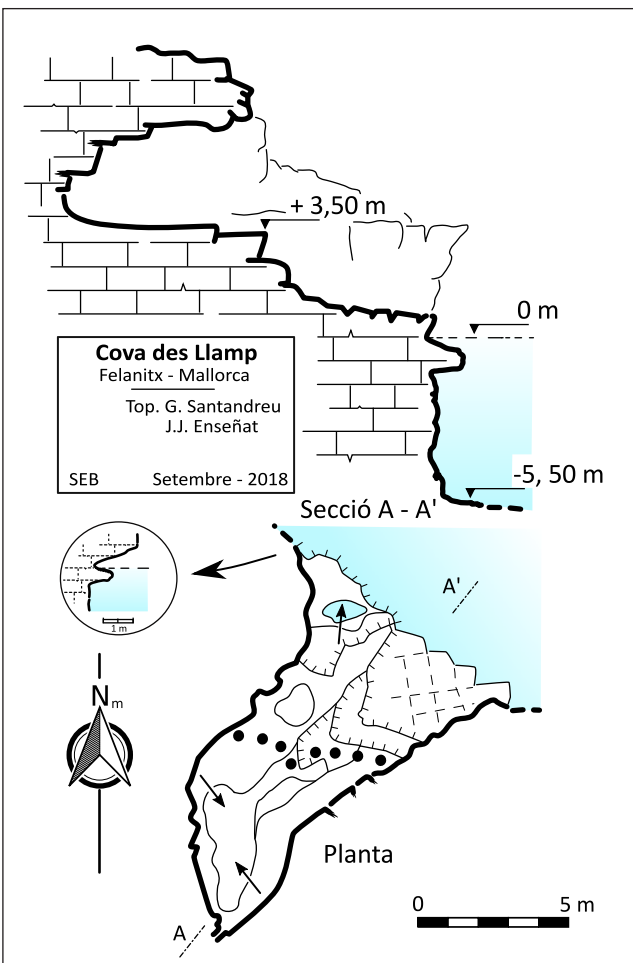 + 3,50 m
0 m
Cova des Llamp
Felanitx - Mallorca
Top. G. Santandreu
J.J. Enseñat
SEB Setembre - 2018
-5, 50 m
Secció A - A'
A'
1 m
Nm
Planta
A
0 5 m